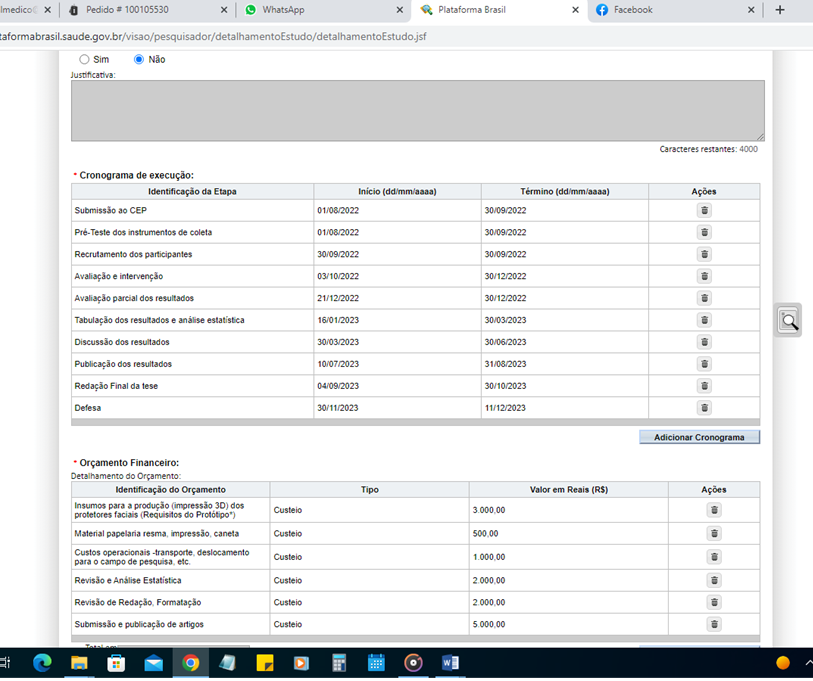 lmedico
Pedido # 100105530
WhatsApp
Plataforma Brasil
Facebook
taformabrasil.saude.gov.br/visao/pesquisador/detalhamentoEstudo/detalhamentoEstudo.jsf
Sim Não
Justificativa:
Caracteres restantes: 4000
* Cronograma de execução:
Identificação da Etapa Início (dd/mm/aaaa) Término (dd/mm/aaaa) Ações
Submissão ao CEP 01/08/2022 30/09/2022
Pré-Teste dos instrumentos de coleta 01/08/2022 30/09/2022
Recrutamento dos participantes 30/09/2022 30/09/2022
Avaliação e intervenção 03/10/2022 30/12/2022
Avaliação parcial dos resultados 21/12/2022 30/12/2022
Tabulação dos resultados e análise estatística 16/01/2023 30/03/2023
Discussão dos resultados 30/03/2023 30/06/2023
Publicação dos resultados 10/07/2023 31/08/2023
Redação Final da tese 04/09/2023 30/10/2023
Defesa 30/11/2023 11/12/2023
Adicionar Cronograma
* Orçamento Financeiro:
Detalhamento do Orçamento:
Identificação do Orçamento Tipo Valor em Reais (R$) Ações
Insumos para a produção (impressão 3D) dos
protetores faciais (Requisitos do Protótipo*) Custeio 3.000,00
Material papelaria resma, impressão, caneta Custeio 500,00
Custos operacionais -transporte, deslocamento
para o campo de pesquisa, etc. Custeio 1.000,00
Revisão e Análise Estatística Custeio 2.000,00
Revisão de Redação, Formatação Custeio 2.000,00
Submissão e publicação de artigos Custeio 5.000,00